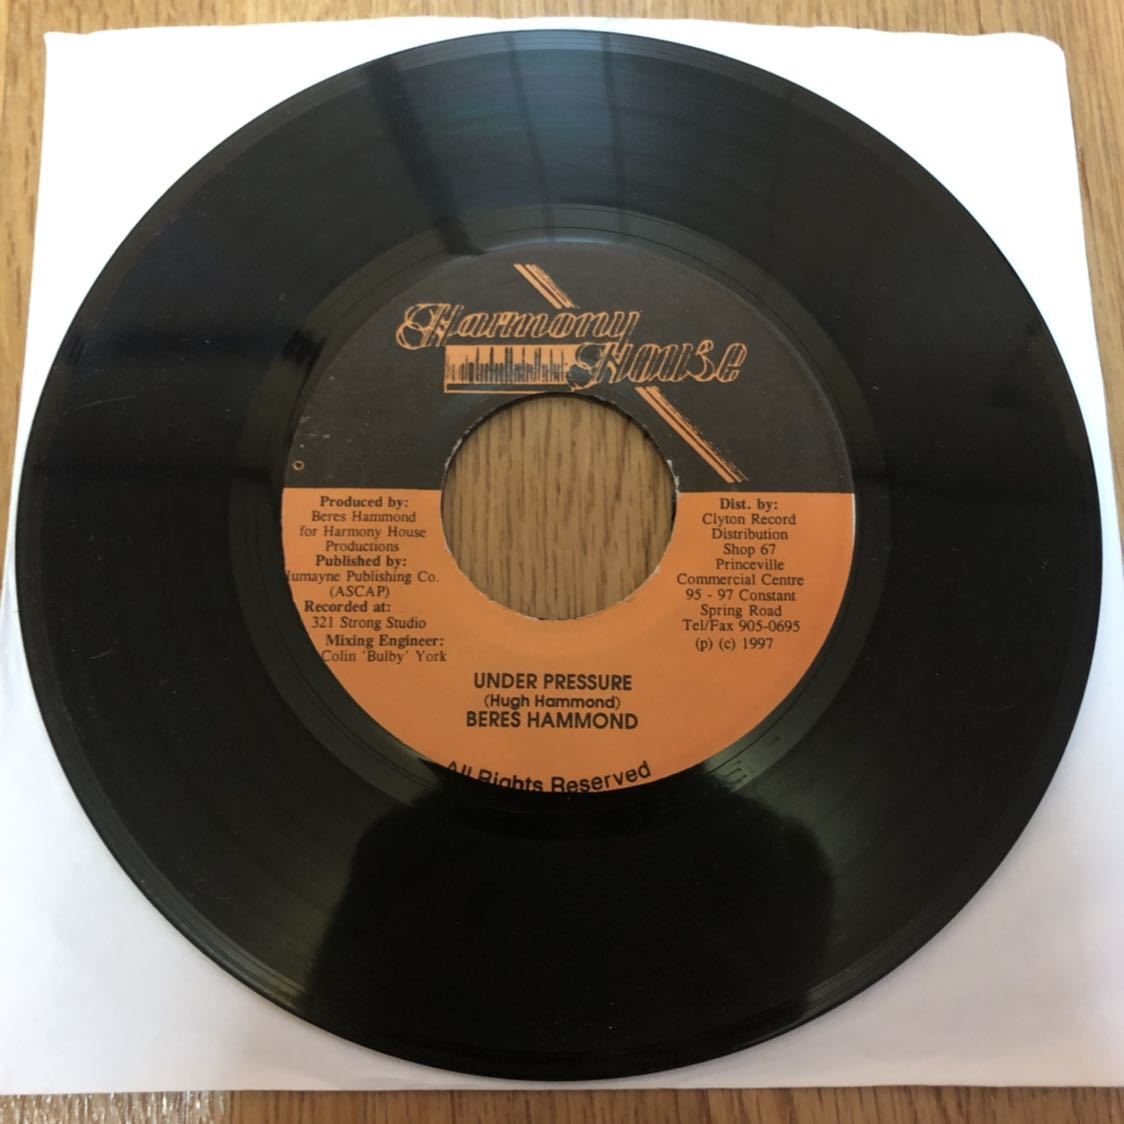 Harmony
House
Produced by:
Beres Hammond
for Harmony House
Productions
Published by:
umayne Publishing Co.
(ASCAP)
Recorded at:
321 Strong Studio
Mixing Engineer:
Colin 'Bulby' York
Dist. by:
Clyton Record
Distribution
Shop 67
Princeville
Commercial Centre
95 - 97 Constant
Spring Road
Tel/Fax 905-0695
(p) (c) 1997
UNDER PRESSURE
(Hugh Hammond)
BERES HAMMOND
All Rights Reserved